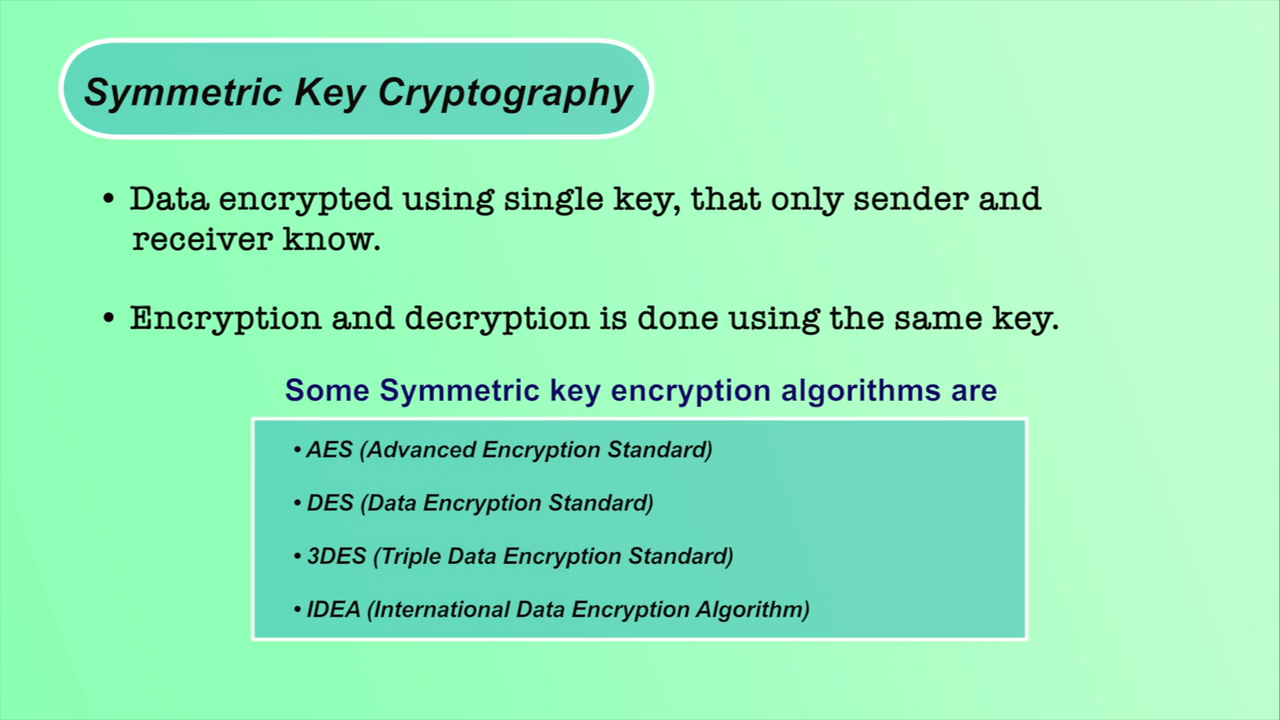 Symmetric Key Cryptography
• Data encrypted using single key, that only sender and
receiver know.
• Encryption and decryption is done using the same key.
Some Symmetric key encryption algorithms are
• AES (Advanced Encryption Standard)
• DES (Data Encryption Standard)
• 3DES (Triple Data Encryption Standard)
• IDEA (International Data Encryption Algorithm)